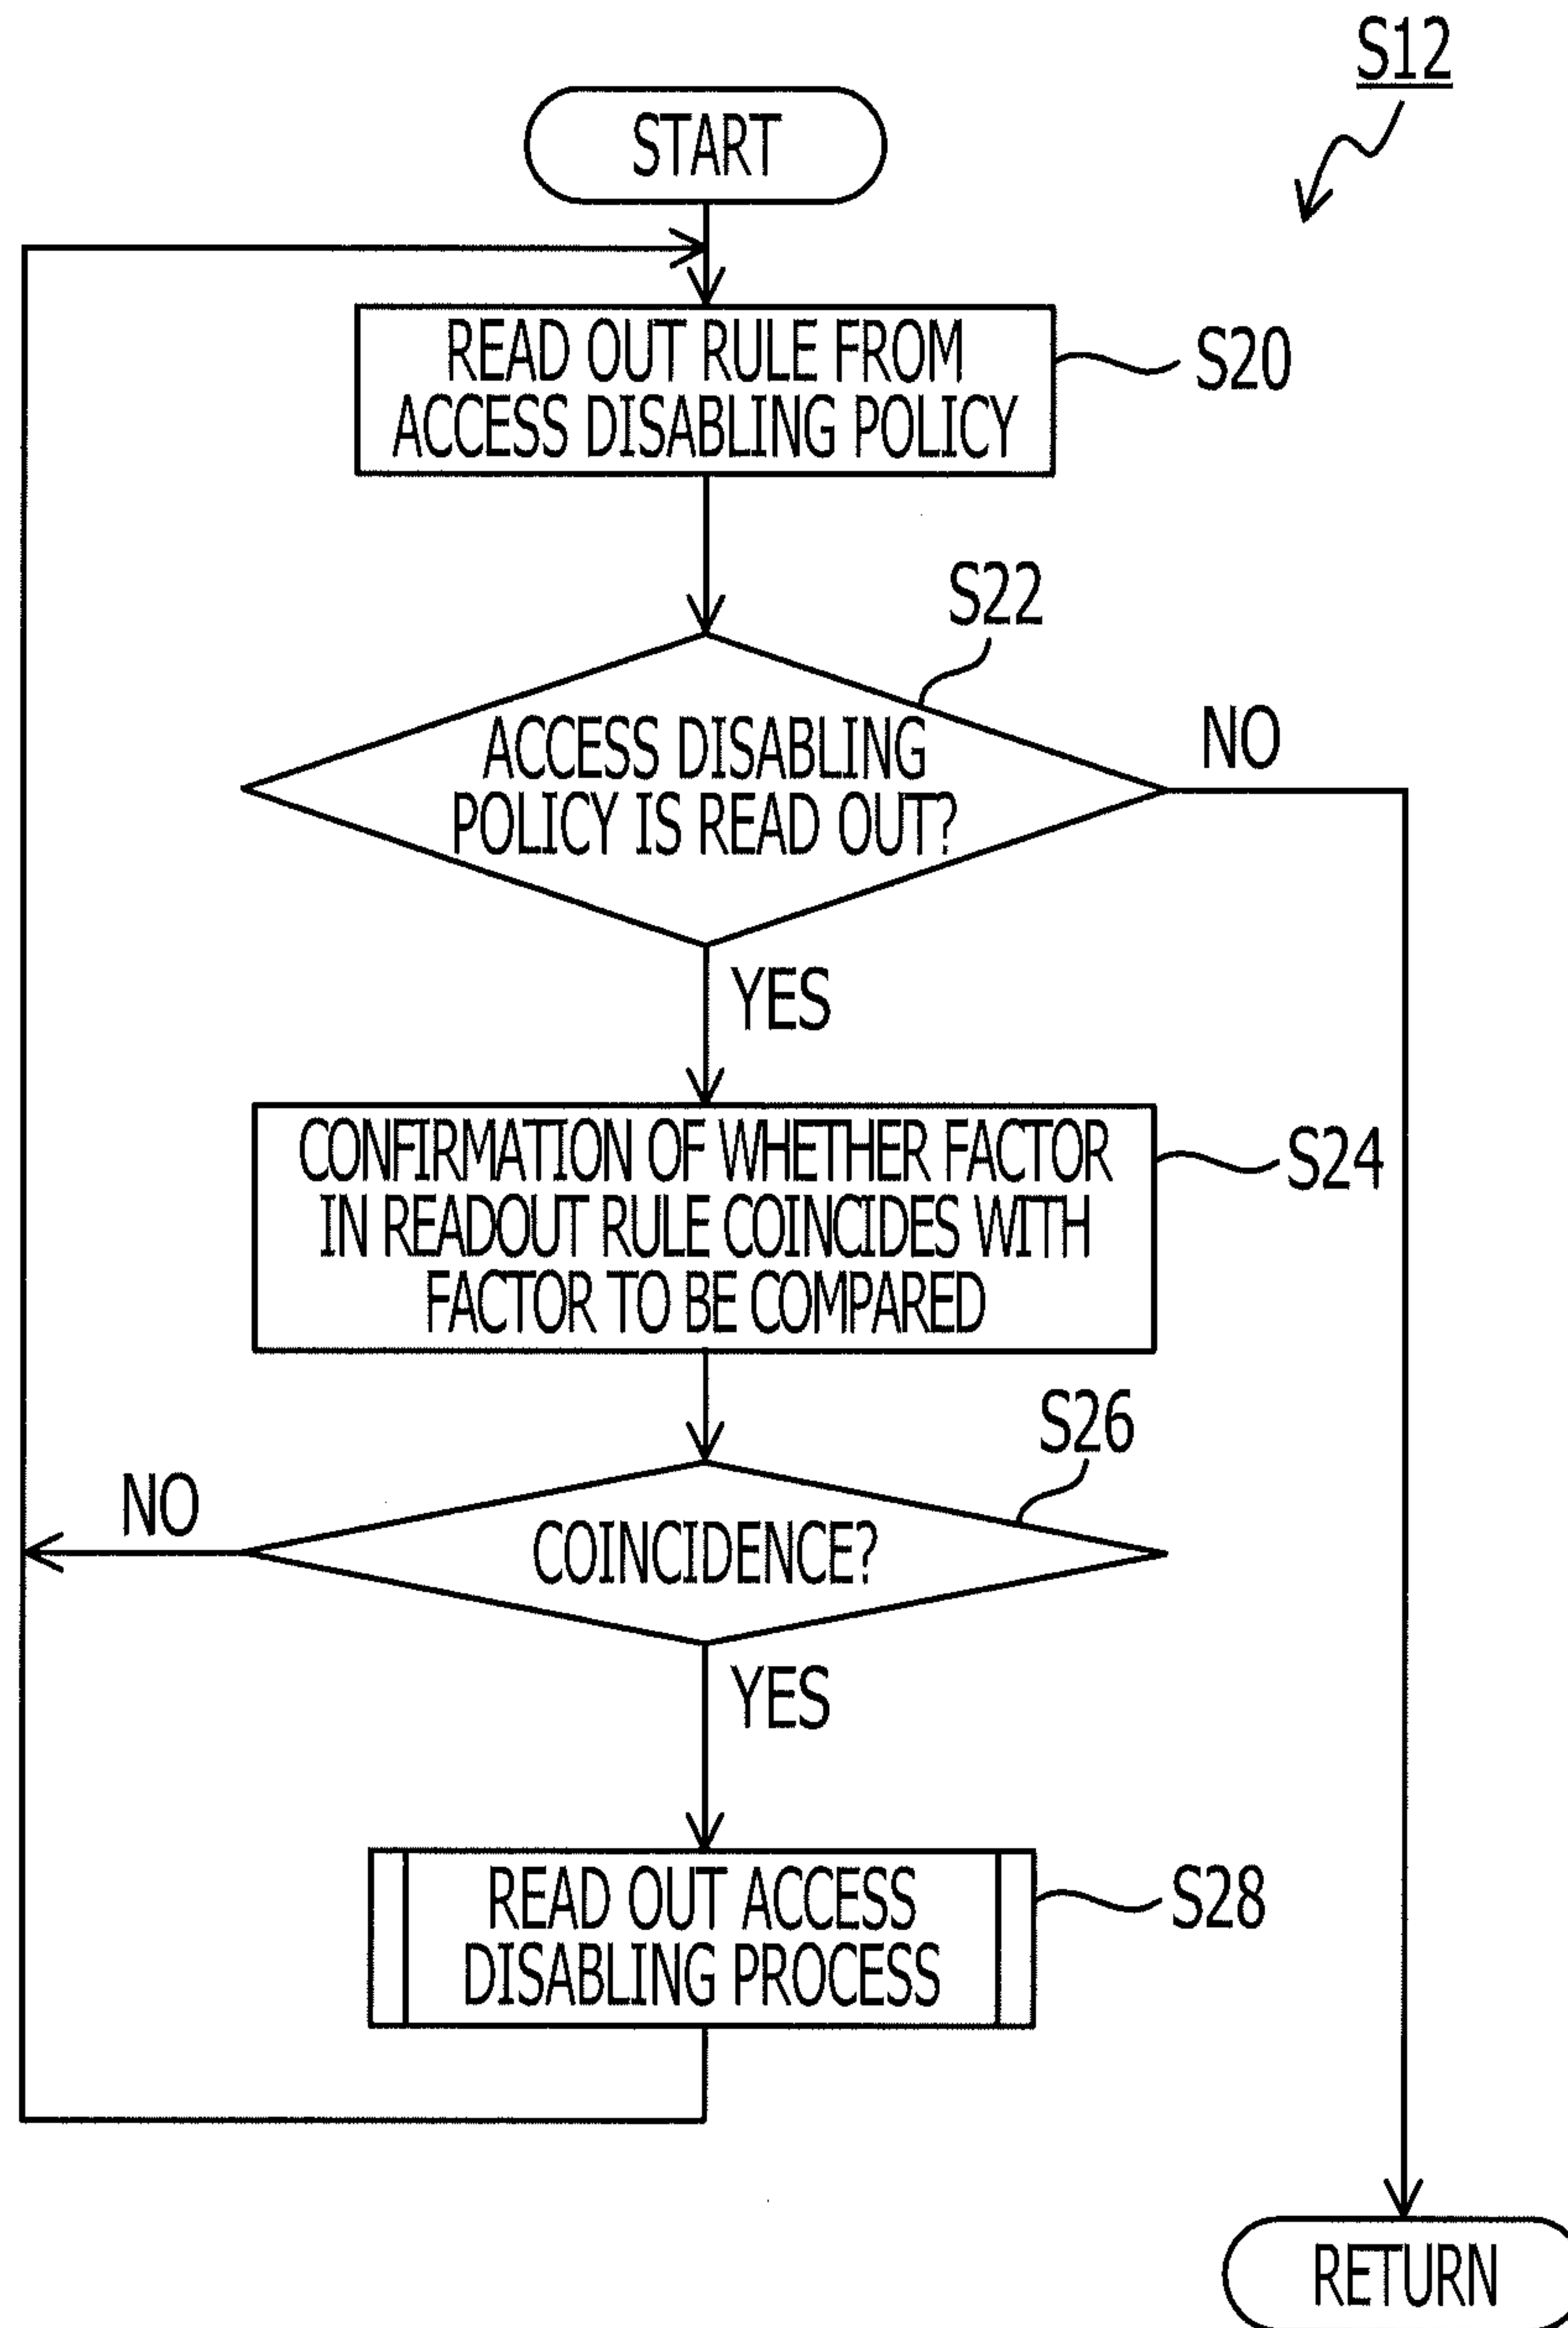 S12
START
READ OUT RULE FROM
ACCESS DISABLING POLICY
S20
S22
ACCESS DISABLING
POLICY IS READ OUT?
NO
YES
CONFIRMATION OF WHETHER FACTOR
IN READOUT RULE COINCIDES WITH
FACTOR TO BE COMPARED
S24
S26
NO
COINCIDENCE?
YES
READ OUT ACCESS
DISABLING PROCESS
S28
RETURN